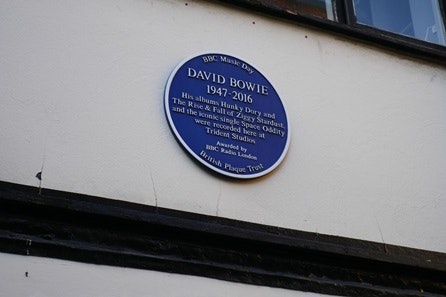 BBC Music Day
DAVID BOWIE
1947-2016
His albums Hunky Dory and
The Rise & Fall of Ziggy Stardust,
and the iconic single Space Oddity
were recorded here at
Trident Studios
Awarded by
BBC Radio London
British Plaque Trust